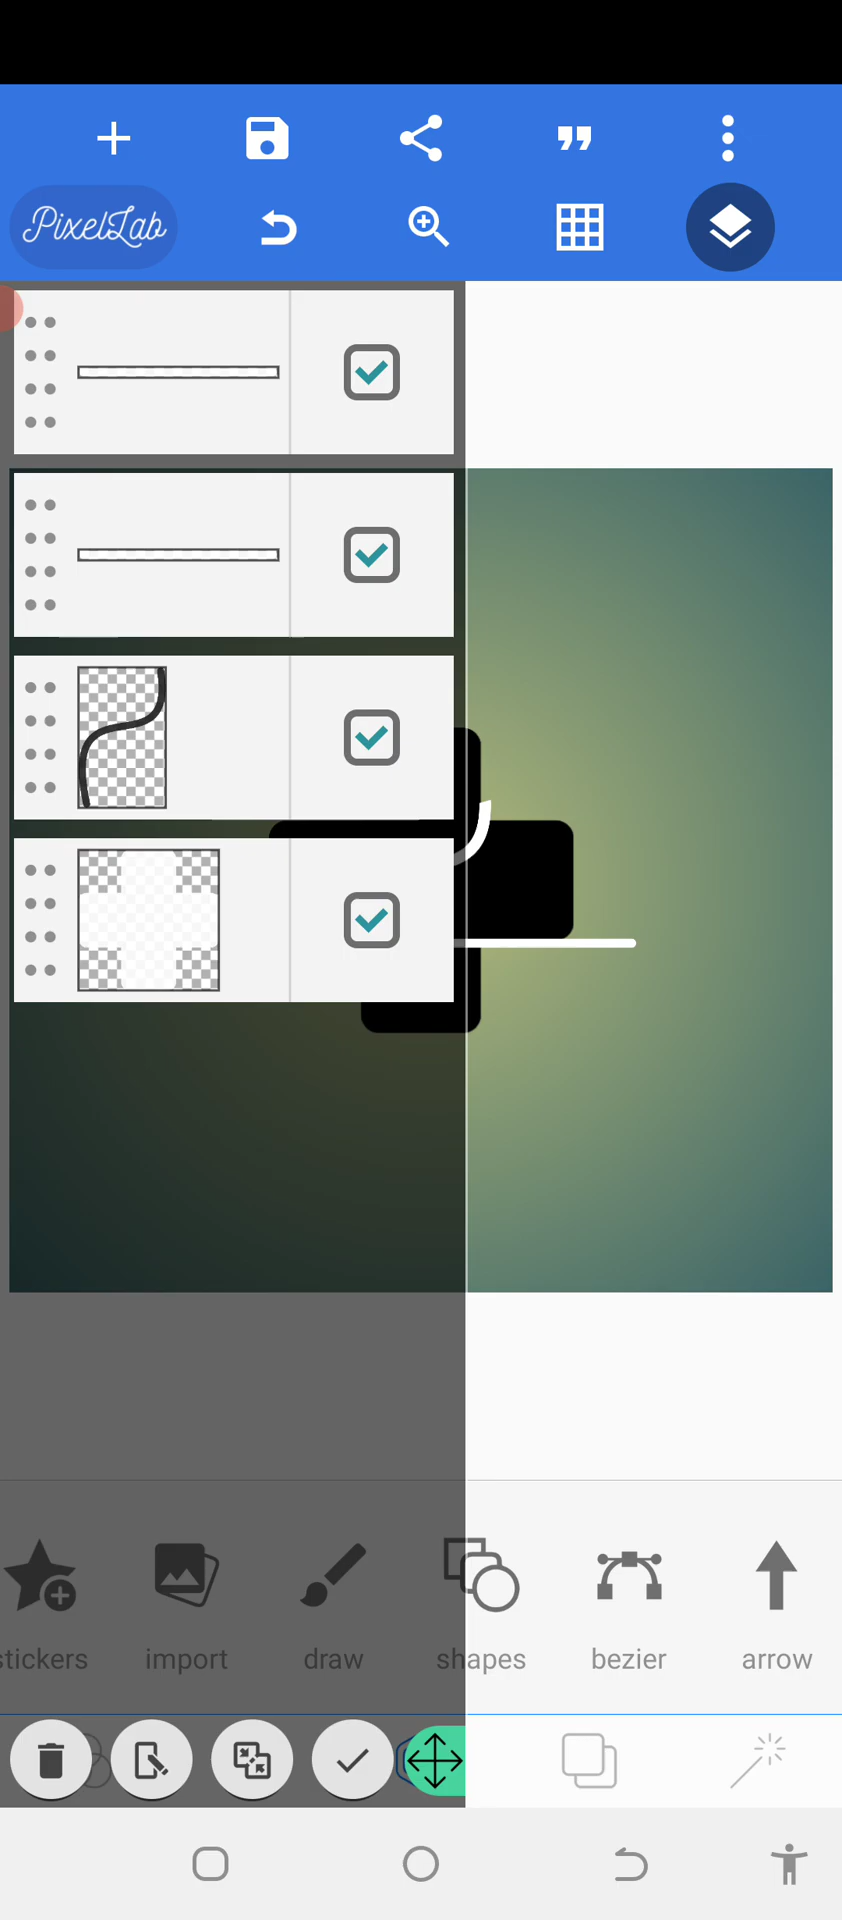 PixelLab
stickers
import
draw
shapes
bezier
arrow